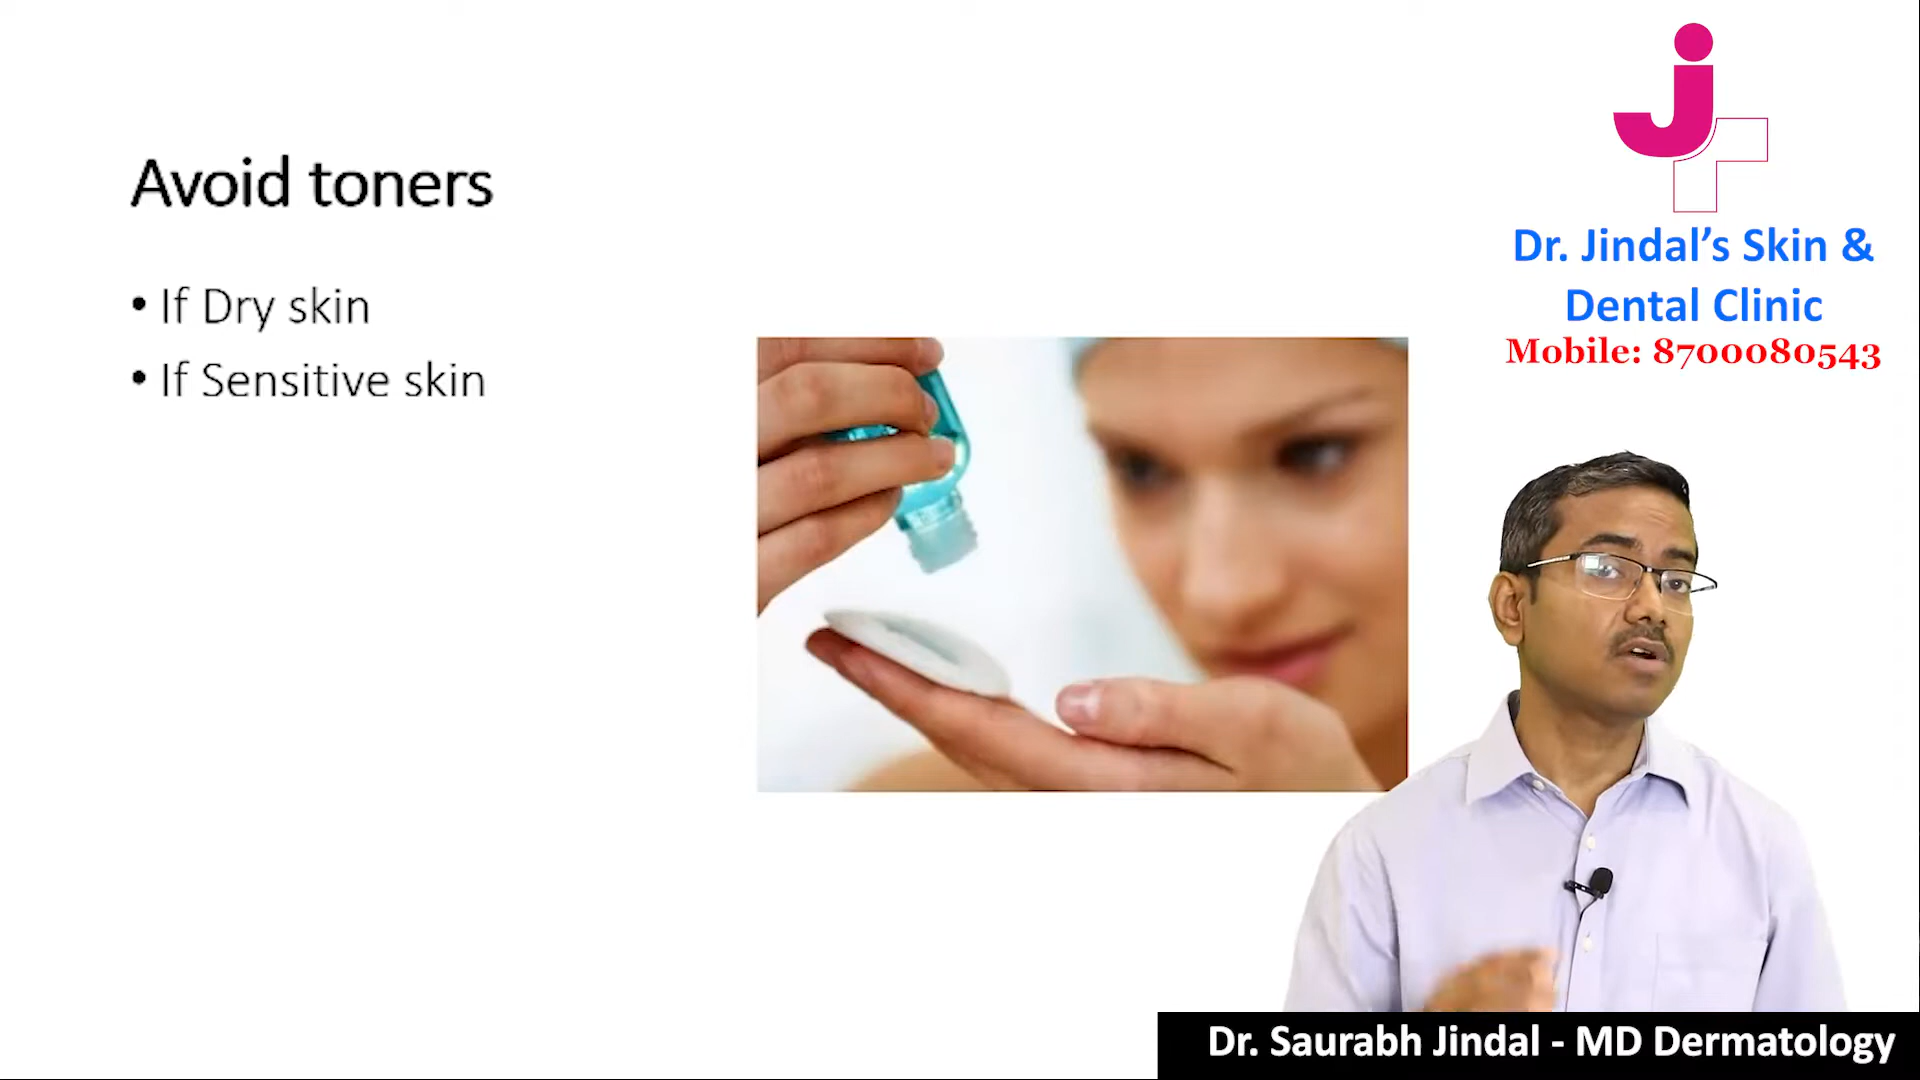 Avoid toners
• If Dry skin
• If Sensitive skin
Dr. Jindal’s Skin &
Dental Clinic
Mobile: 8700080543
Dr. Saurabh Jindal - MD Dermatology